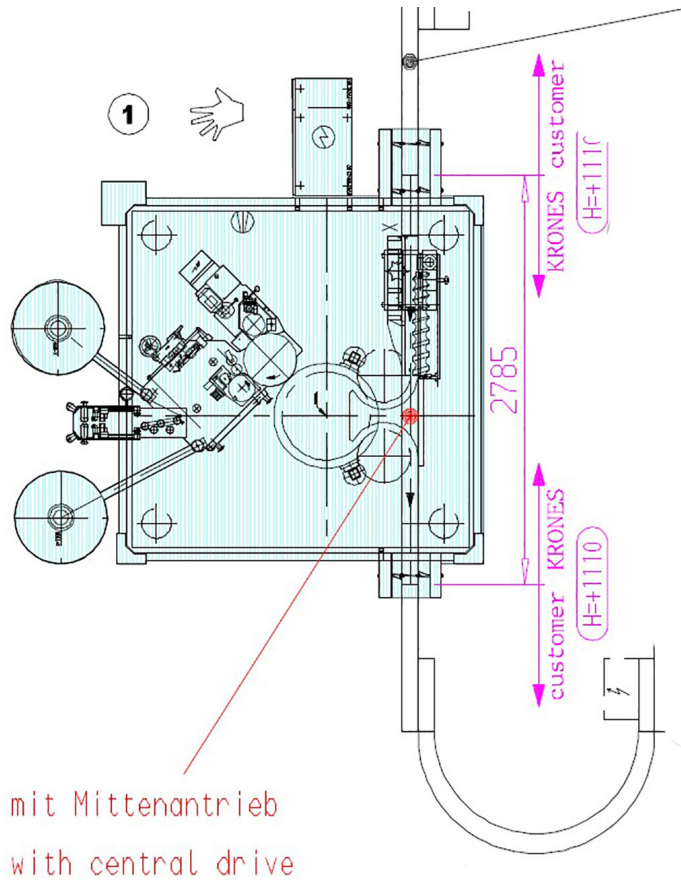 1
customer
KRONES
H=+1110
2785
X
KRONES
customer
H=+1110
mit Mittenantrieb
with central drive